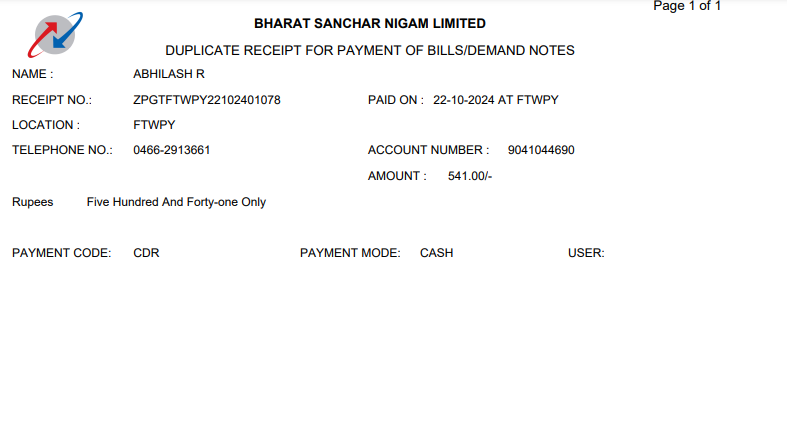 Page 1 of 1
BHARAT SANCHAR NIGAM LIMITED
DUPLICATE RECEIPT FOR PAYMENT OF BILLS/DEMAND NOTES
NAME : ABHILASH R
RECEIPT NO.: ZPGTFTWPY22102401078 PAID ON : 22-10-2024 AT FTWPY
LOCATION : FTWPY
TELEPHONE NO.: 0466-2913661 ACCOUNT NUMBER : 9041044690
AMOUNT : 541.00/-
Rupees Five Hundred And Forty-one Only
PAYMENT CODE: CDR PAYMENT MODE: CASH USER: